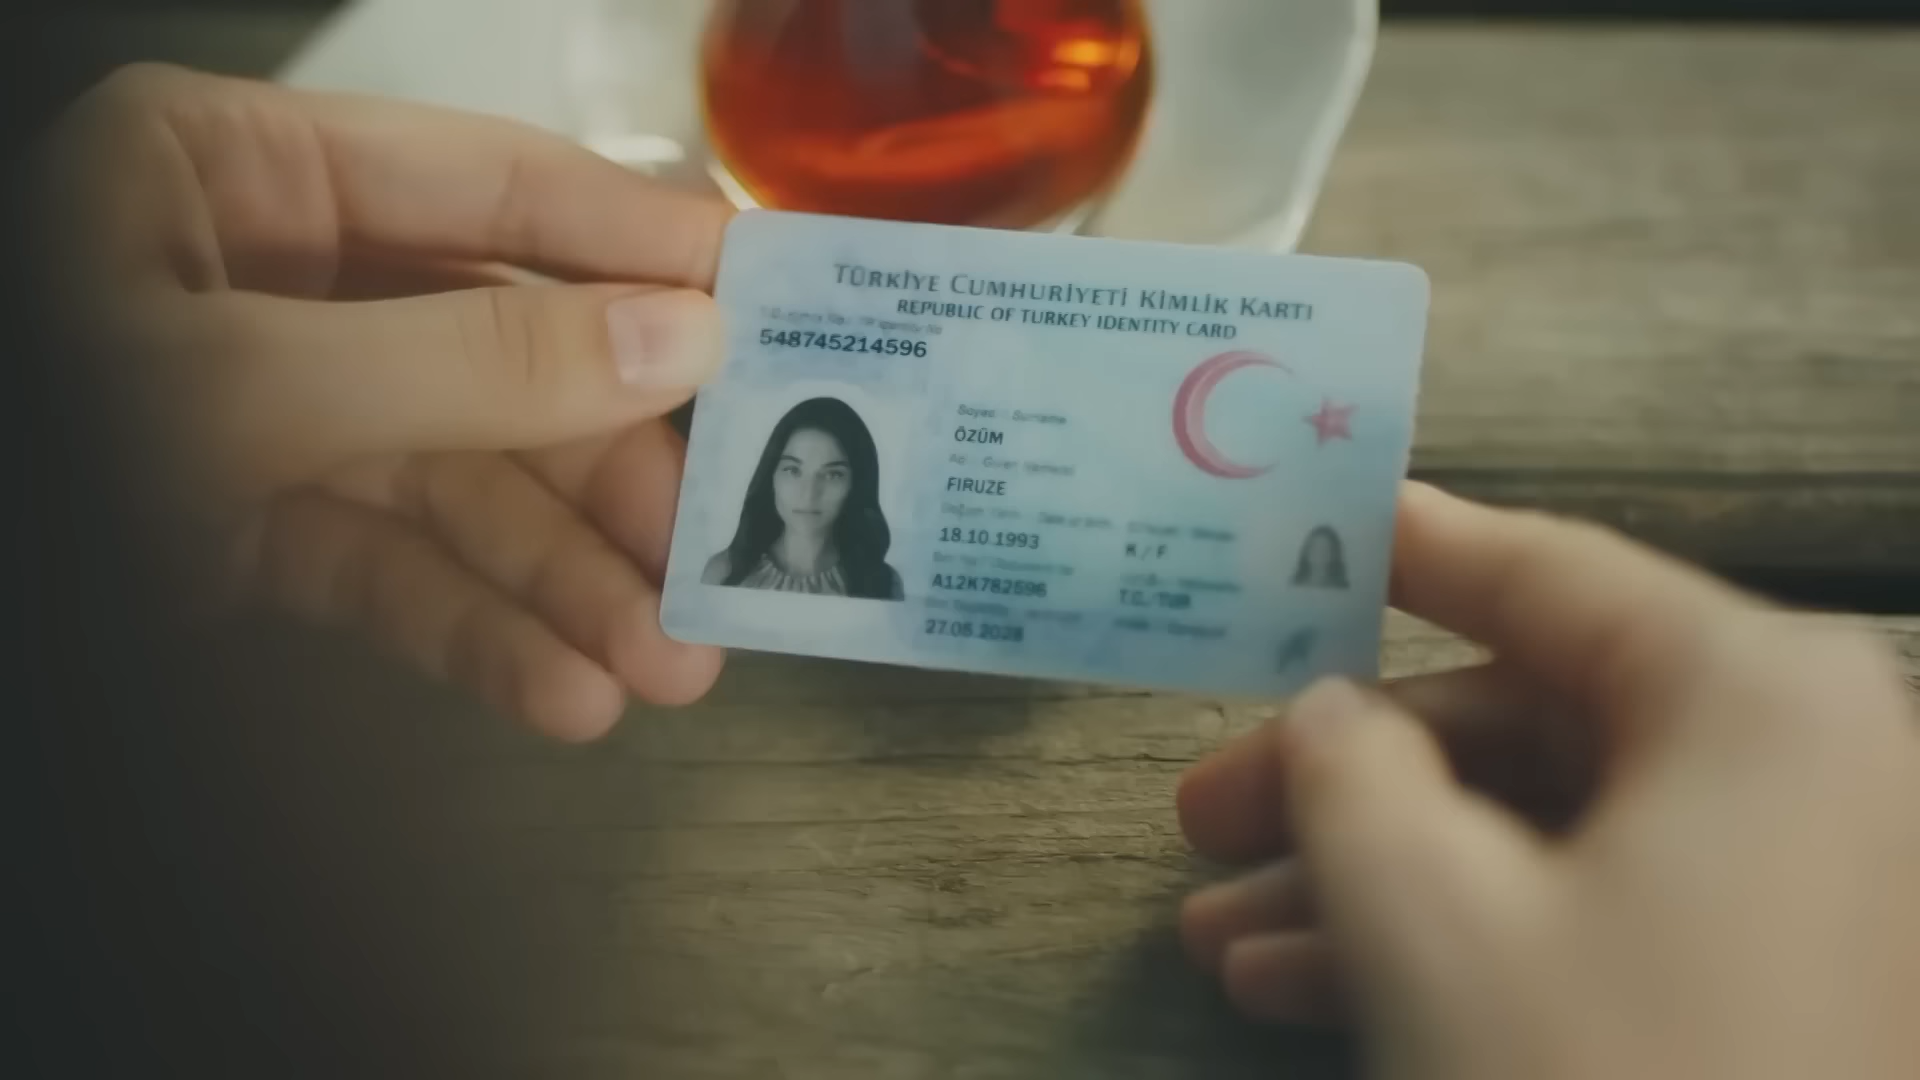 TÜRKİYE CUMHURİYETİ KİMLİK KARTI
REPUBLIC OF TURKEY IDENTITY CARD
548745214596
ÖZÜM
FIRUZE
18.10.1993
K / F
A12K782596
T.C./TUR
27.05.2028